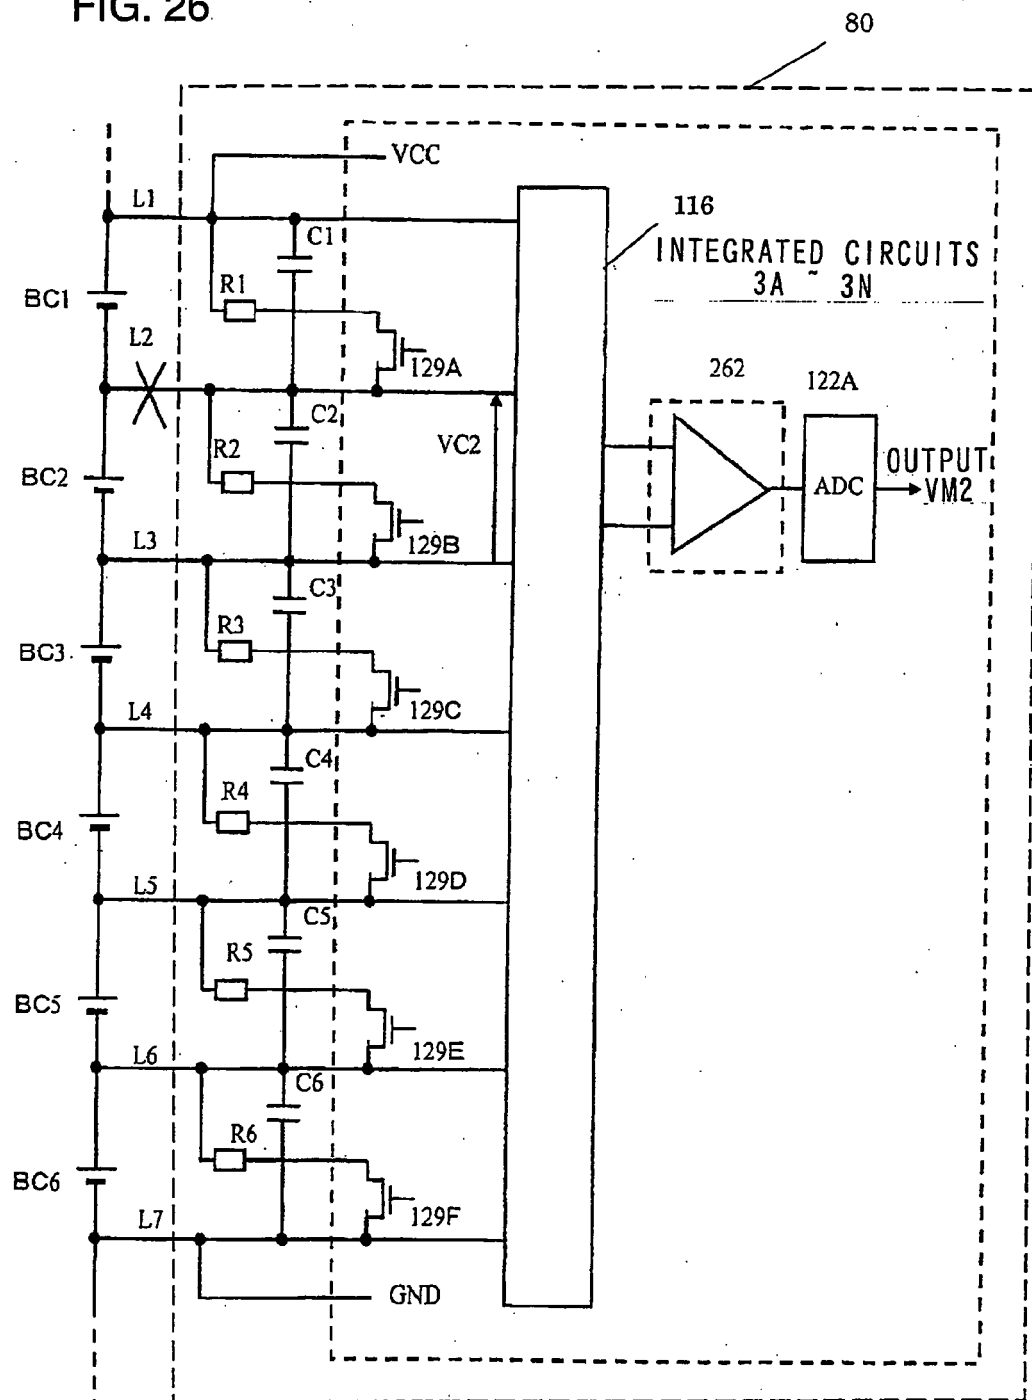 FIG. 26
80
VCC
L1
C1
116
INTEGRATED CIRCUITS
3A ~ 3N
R1
BC1
L2
129A
262
122A
C2
VC2
R2
OUTPUT
VM2
ADC
BC2
L3
129B
C3
R3
BC3
L4
129C
C4
R4
BC4
129D
L5
C5
R5
BC5
129E
L6
C6
R6
BC6
129F
L7
GND